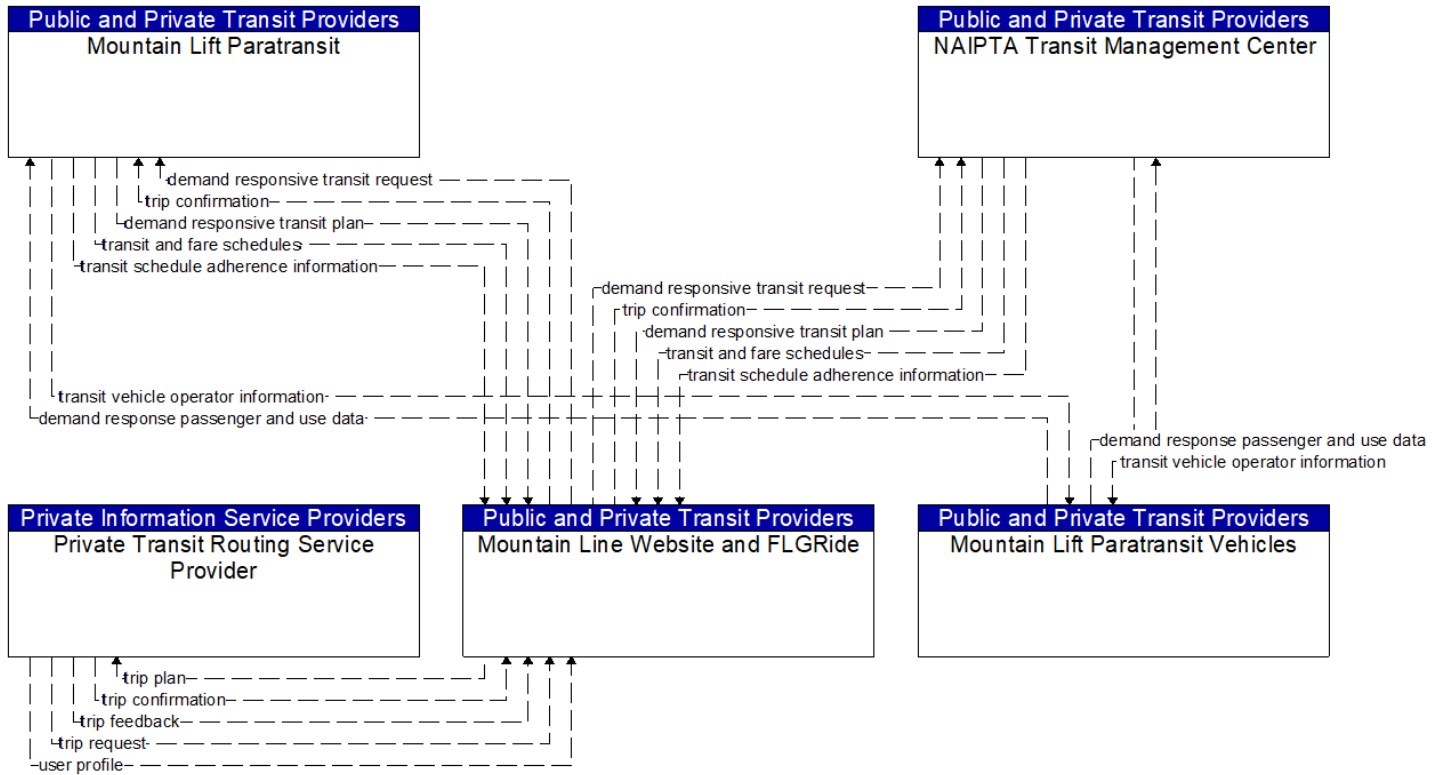 Public and Private Transit Providers
Mountain Lift Paratransit
Public and Private Transit Providers
NAIPTA Transit Management Center
demand responsive transit request
trip confirmation
demand responsive transit plan
transit and fare schedules
transit schedule adherence information
demand responsive transit request
trip confirmation
demand responsive transit plan
transit and fare schedules
transit schedule adherence information
transit vehicle operator information
demand response passenger and use data
demand response passenger and use data
transit vehicle operator information
Private Information Service Providers
Private Transit Routing Service
Provider
Public and Private Transit Providers
Mountain Line Website and FLGRide
Public and Private Transit Providers
Mountain Lift Paratransit Vehicles
trip plan
trip confirmation
trip feedback
trip request
user profile